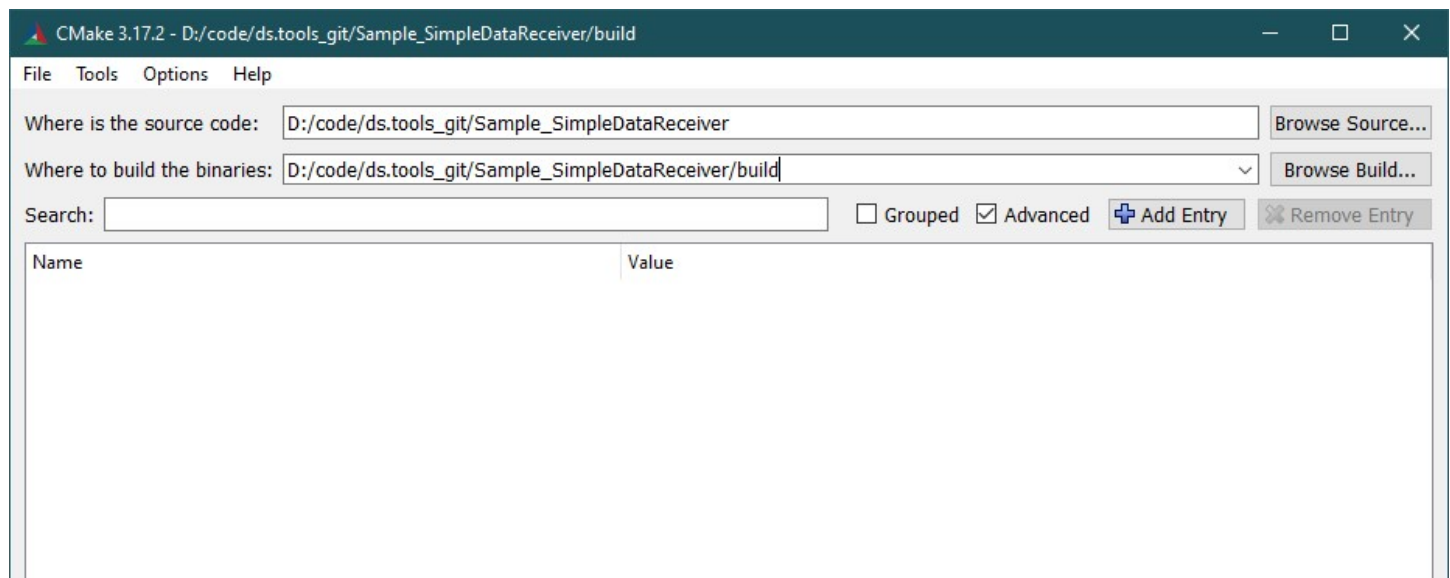 CMake 3.17.2 - D:/code/ds.tools_git/Sample_SimpleDataReceiver/build
File Tools Options Help
Where is the source code: D:/code/ds.tools_git/Sample_SimpleDataReceiver Browse Source...
Where to build the binaries: D:/code/ds.tools_git/Sample_SimpleDataReceiver/build Browse Build...
Search: Grouped Advanced Add Entry Remove Entry
Name Value